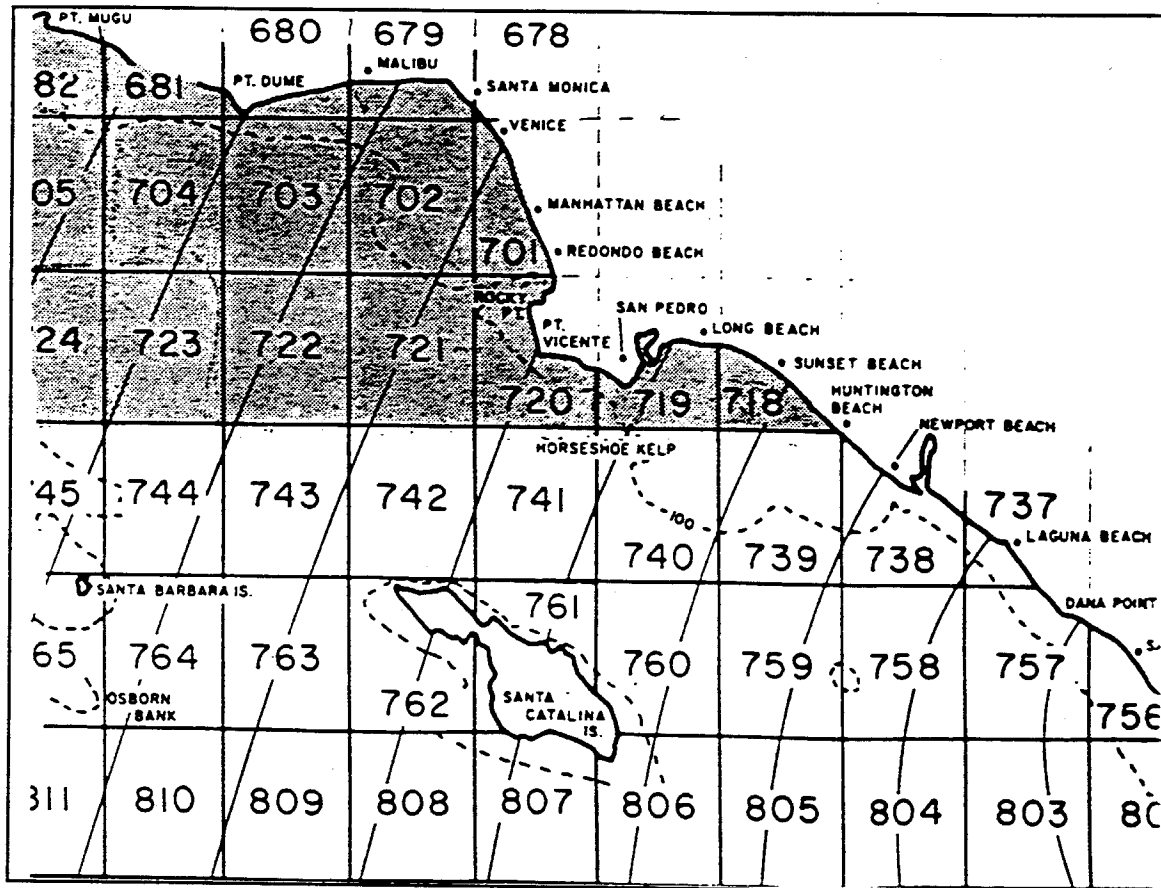 PT. MUGU
680
679
678
82
681
PT. DUME
MALIBU
SANTA MONICA
VENICE
05
704
703
702
MANHATTAN BEACH
701
REDONDO BEACH
ROCKY
PT.
24
723
722
721
PT.
VICENTE
SAN PEDRO
LONG BEACH
SUNSET BEACH
720
719
718
HUNTINGTON
BEACH
NEWPORT BEACH
HORSESHOE KELP
745
744
743
742
741
100
740
739
738
737
LAGUNA BEACH
SANTA BARBARA IS.
761
DANA POINT
65
764
763
762
760
759
758
757
S
OSBORN
BANK
SANTA
CATALINA
IS.
756
811
810
809
808
807
806
805
804
803
80